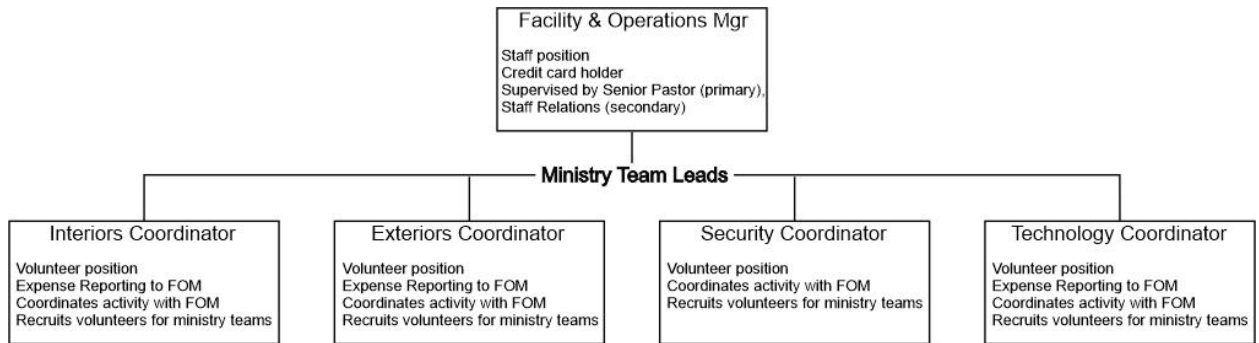 Facility & Operations Mgr
Staff position
Credit card holder
Supervised by Senior Pastor (primary),
Staff Relations (secondary)
Ministry Team Leads
Interiors Coordinator
Volunteer position
Expense Reporting to FOM
Coordinates activity with FOM
Recruits volunteers for ministry teams
Exteriors Coordinator
Volunteer position
Expense Reporting to FOM
Coordinates activity with FOM
Recruits volunteers for ministry teams
Security Coordinator
Volunteer position
Coordinates activity with FOM
Recruits volunteers for ministry teams
Technology Coordinator
Volunteer position
Expense Reporting to FOM
Coordinates activity with FOM
Recruits volunteers for ministry teams